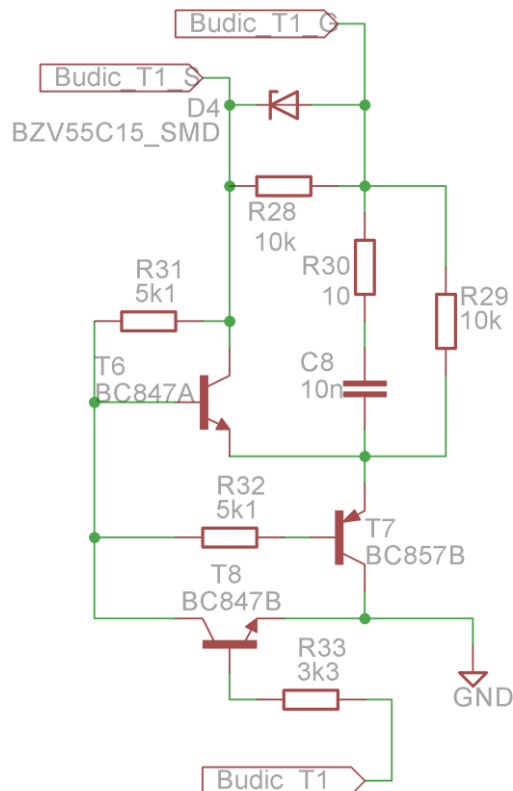 Budic_T1_G
Budic_T1_S
D4
BZV55C15_SMD
R28
10k
R30
10
R29
10k
R31
5k1
C8
10n
T6
BC847A
R32
5k1
T7
BC857B
T8
BC847B
R33
3k3
GND
Budic_T1